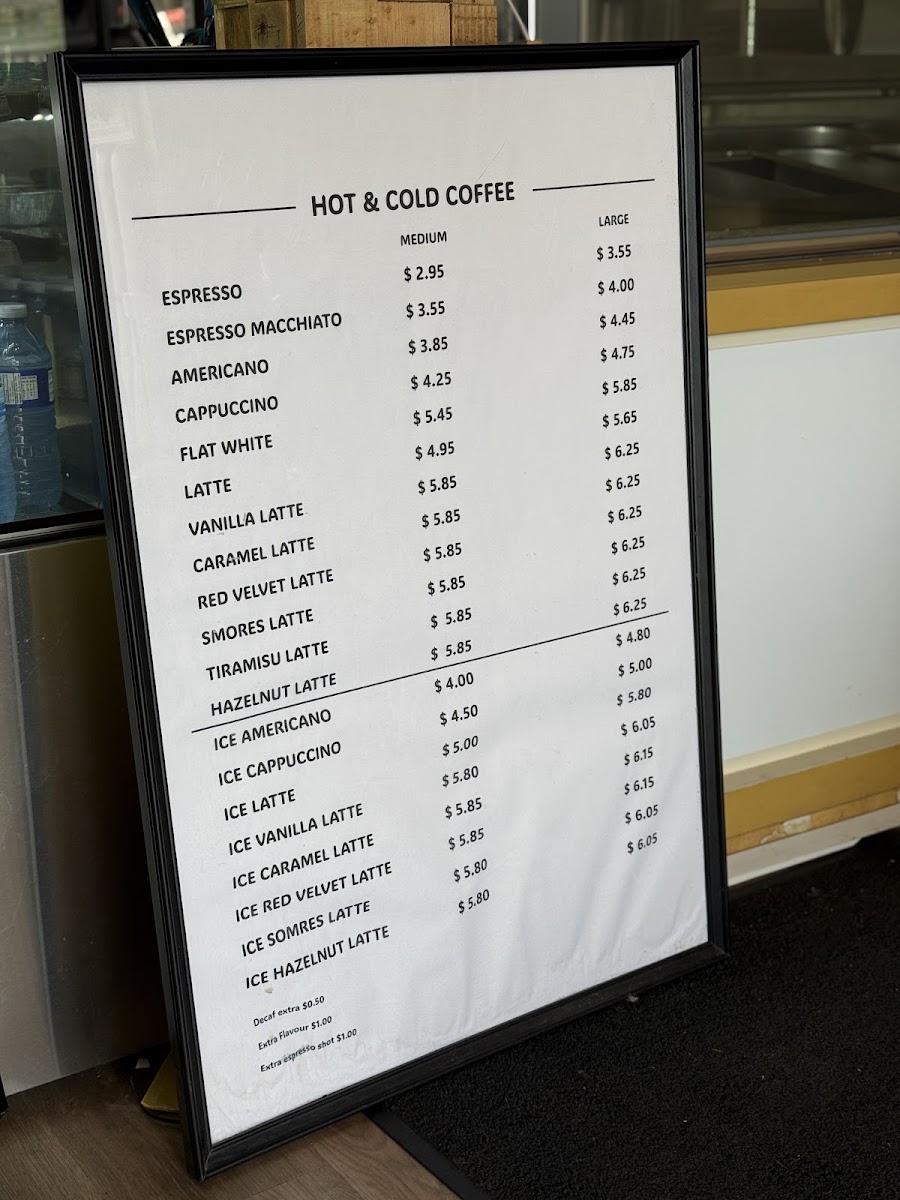 HOT & COLD COFFEE
MEDIUM LARGE
ESPRESSO $ 2.95 $ 3.55
ESPRESSO MACCHIATO $ 3.55 $ 4.00
AMERICANO $ 3.85 $ 4.45
CAPPUCCINO $ 4.25 $ 4.75
FLAT WHITE $ 5.45 $ 5.85
LATTE $ 4.95 $ 5.65
VANILLA LATTE $ 5.85 $ 6.25
CARAMEL LATTE $ 5.85 $ 6.25
RED VELVET LATTE $ 5.85 $ 6.25
SMORES LATTE $ 5.85 $ 6.25
TIRAMISU LATTE $ 5.85 $ 6.25
HAZELNUT LATTE $ 5.85 $ 6.25
ICE AMERICANO $ 4.00 $ 4.80
ICE CAPPUCCINO $ 4.50 $ 5.00
ICE LATTE $ 5.00 $ 5.80
ICE VANILLA LATTE $ 5.80 $ 6.05
ICE CARAMEL LATTE $ 5.85 $ 6.15
ICE RED VELVET LATTE $ 5.85 $ 6.15
ICE SOMRES LATTE $ 5.80 $ 6.05
ICE HAZELNUT LATTE $ 5.80 $ 6.05
Decaf extra $0.50
Extra Flavour $1.00
Extra espresso shot $1.00